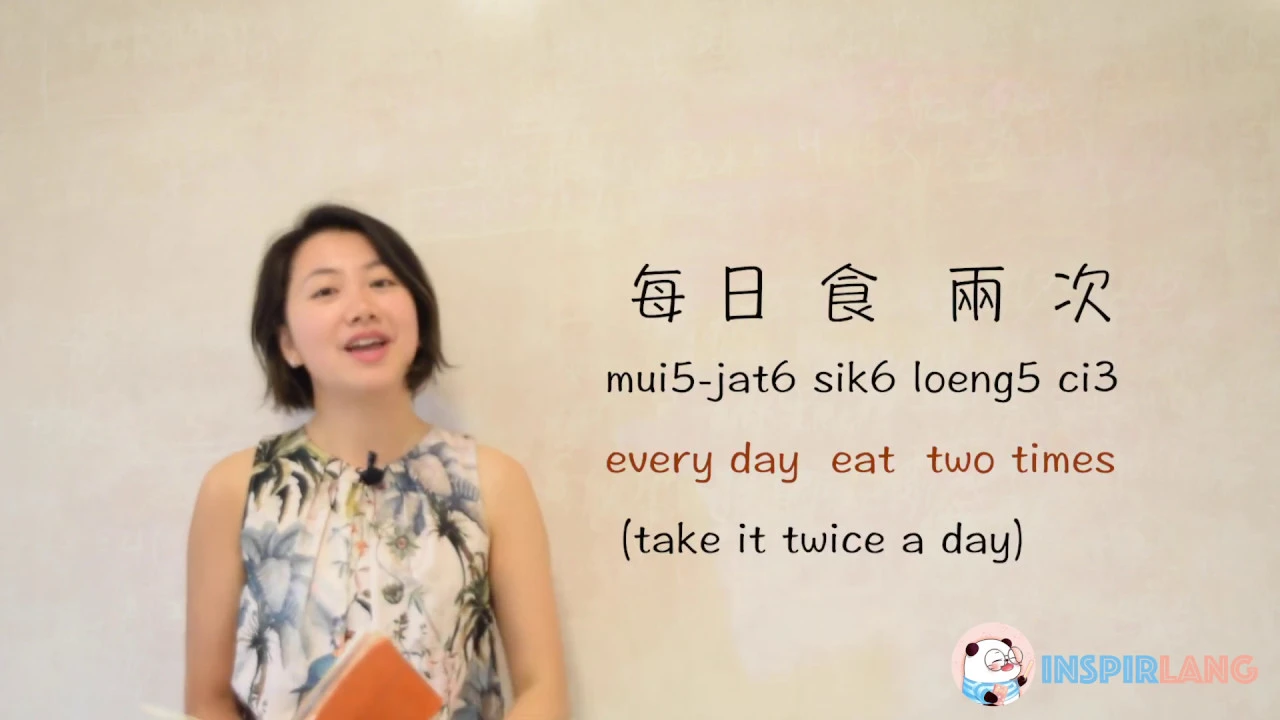 每日食 兩次
mui5-jat6 sik6 loeng5 ci3
every day eat two times
(take it twice a day)
INSPIRLANG